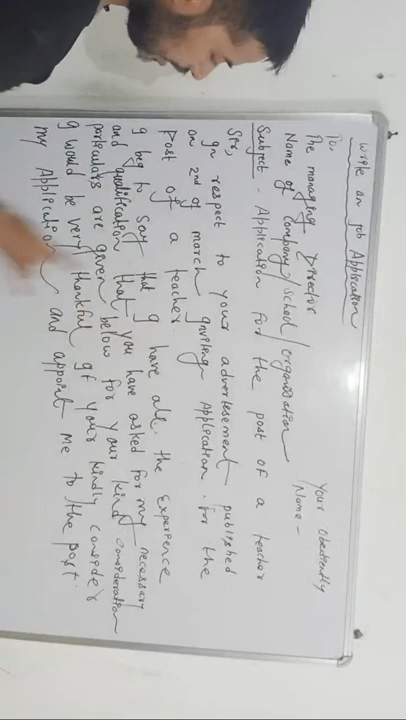 Write an job Application
To,
The managing Director
Name of Company/school/organisation
Subject - Application for the post of a teacher
Sir,
In respect to your advertesement published
on 2nd of march Invitengn Application. for the
Post of a teacher.
I beg to say that I have all. the Experience
and qualification that you have asked for my necessary
particulars are given below for your kind consideration
I would be very thankful If your kindly consider
my Application and appoint me to the post.
Your obediently
Name -